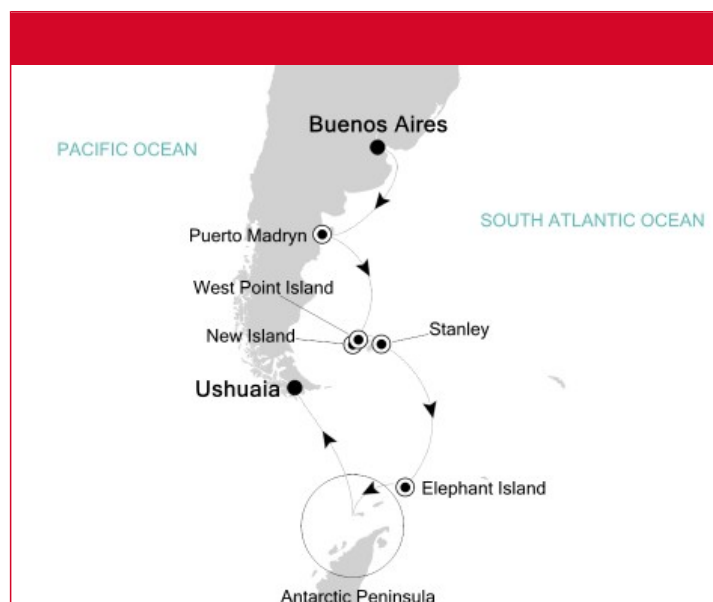 Buenos Aires
PACIFIC OCEAN
SOUTH ATLANTIC OCEAN
Puerto Madryn
West Point Island
New Island
Stanley
Ushuaia
Elephant Island
Antarctic Peninsula